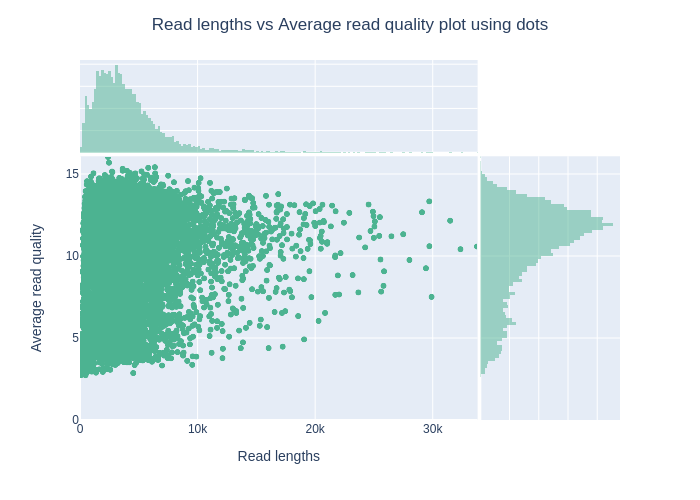 Read lengths vs Average read quality plot using dots
15
10
5
0
Average read quality
0
10k
20k
30k
Read lengths